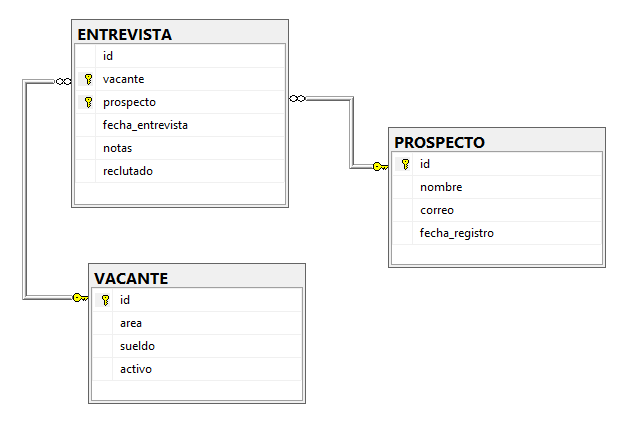 ENTREVISTA
id
vacante
prospecto
fecha_entrevista
notas
reclutado
PROSPECTO
id
nombre
correo
fecha_registro
VACANTE
id
area
sueldo
activo